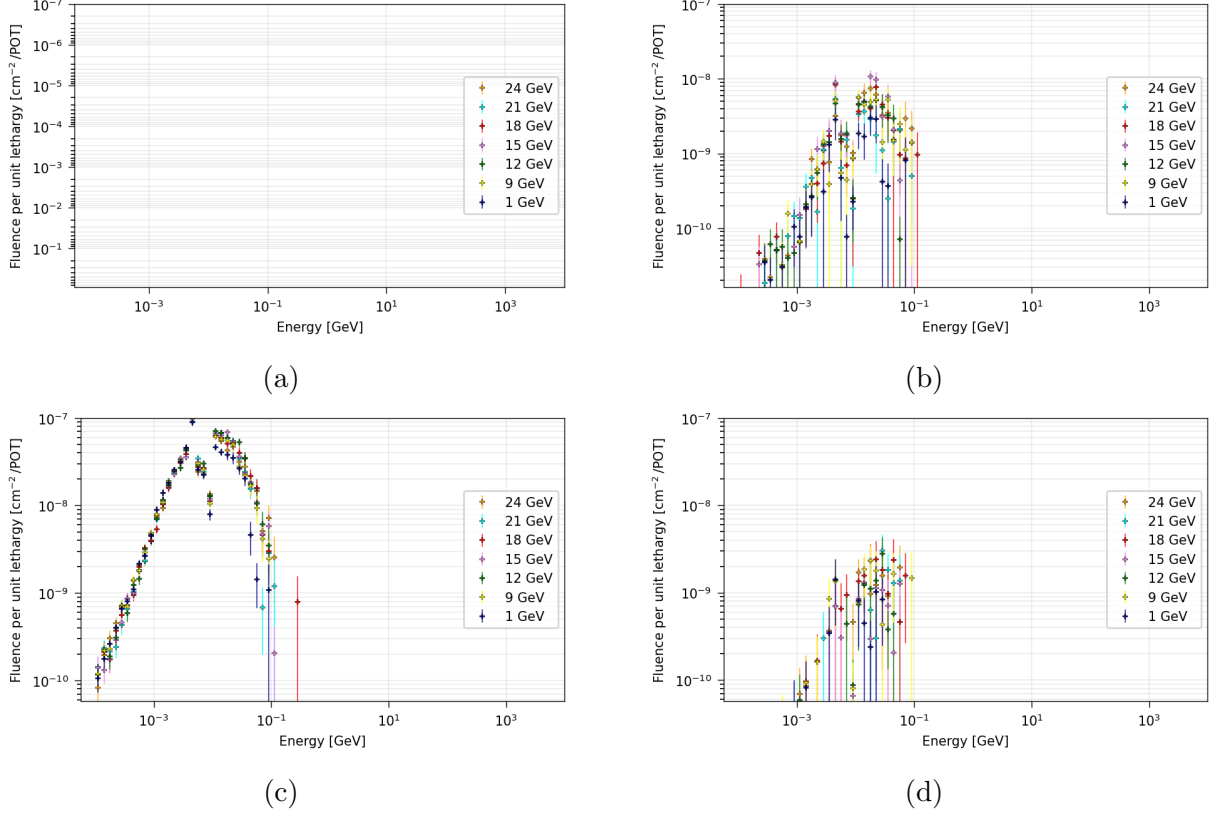 Fluence per unit lethargy [cm⁻²/POT]
10⁻⁷
10⁻⁶
10⁻⁵
10⁻⁴
10⁻³
10⁻²
10⁻¹
24 GeV
21 GeV
18 GeV
15 GeV
12 GeV
9 GeV
1 GeV
10⁻³ 10⁻¹ 10¹ 10³
Energy [GeV]
(a)
Fluence per unit lethargy [cm⁻²/POT]
10⁻⁷
10⁻⁸
10⁻⁹
10⁻¹⁰
24 GeV
21 GeV
18 GeV
15 GeV
12 GeV
9 GeV
1 GeV
10⁻³ 10⁻¹ 10¹ 10³
Energy [GeV]
(b)
Fluence per unit lethargy [cm⁻²/POT]
10⁻⁷
10⁻⁸
10⁻⁹
10⁻¹⁰
24 GeV
21 GeV
18 GeV
15 GeV
12 GeV
9 GeV
1 GeV
10⁻³ 10⁻¹ 10¹ 10³
Energy [GeV]
(c)
Fluence per unit lethargy [cm⁻²/POT]
10⁻⁷
10⁻⁸
10⁻⁹
10⁻¹⁰
24 GeV
21 GeV
18 GeV
15 GeV
12 GeV
9 GeV
1 GeV
10⁻³ 10⁻¹ 10¹ 10³
Energy [GeV]
(d)